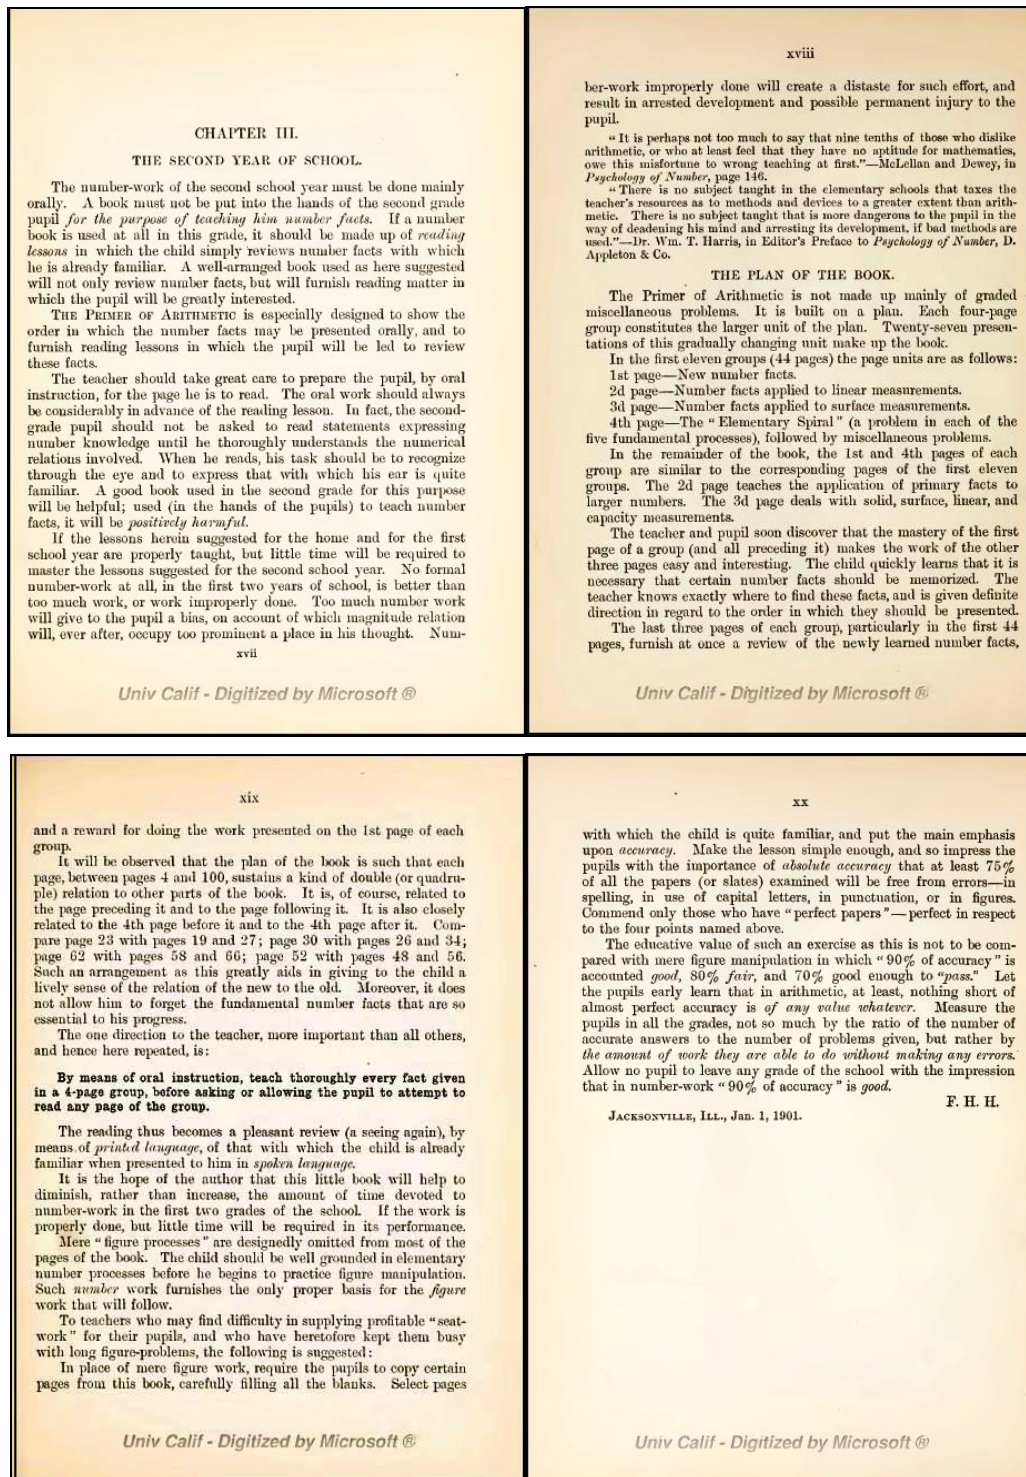 CHAPTER III.
THE SECOND YEAR OF SCHOOL.
The number-work of the second school year must be done mainly
orally. A book must not be put into the hands of the second grade
pupil for the purpose of teaching him number facts. If a number
book is used at all in this grade, it should be made up of reading
lessons in which the child simply reviews number facts with which
he is already familiar. A well-arranged book used as here suggested
will not only review number facts, but will furnish reading matter in
which the pupil will be greatly interested.
THE PRIMER OF ARITHMETIC is especially designed to show the
order in which the number facts may be presented orally, and to
furnish reading lessons in which the pupil will be led to review
these facts.
The teacher should take great care to prepare the pupil, by oral
instruction, for the page he is to read. The oral work should always
be considerably in advance of the reading lesson. In fact, the second-
grade pupil should not be asked to read statements expressing
number knowledge until he thoroughly understands the numerical
relations involved. When he reads, his task should be to recognize
through the eye and to express that with which his ear is quite
familiar. A good book used in the second grade for this purpose
will be helpful; used (in the hands of the pupils) to teach number
facts, it will be positively harmful.
If the lessons herein suggested for the home and for the first
school year are properly taught, but little time will be required to
master the lessons suggested for the second school year. No formal
number-work at all, in the first two years of school, is better than
too much work, or work improperly done. Too much number work
will give to the pupil a bias, on account of which magnitude relation
will, ever after, occupy too prominent a place in his thought. Num-
xvii
Univ Calif - Digitized by Microsoft ®
xviii
ber-work improperly done will create a distaste for such effort, and
result in arrested development and possible permanent injury to the
pupil.
"It is perhaps not too much to say that nine tenths of those who dislike
arithmetic, or who at least feel that they have no aptitude for mathematics,
owe this misfortune to wrong teaching at first."—McLellan and Dewey, in
Psychology of Number, page 146.
"There is no subject taught in the elementary schools that taxes the
teacher's resources as to methods and devices to a greater extent than arith-
metic. There is no subject taught that is more dangerous to the pupil in the
way of deadening his mind and arresting its development, if bad methods are
used."—Dr. Wm. T. Harris, in Editor's Preface to Psychology of Number, D.
Appleton & Co.
THE PLAN OF THE BOOK.
The Primer of Arithmetic is not made up mainly of graded
miscellaneous problems. It is built on a plan. Each four-page
group constitutes the larger unit of the plan. Twenty-seven presen-
tations of this gradually changing unit make up the book.
In the first eleven groups (44 pages) the page units are as follows:
1st page—New number facts.
2d page—Number facts applied to linear measurements.
3d page—Number facts applied to surface measurements.
4th page—The "Elementary Spiral" (a problem in each of the
five fundamental processes), followed by miscellaneous problems.
In the remainder of the book, the 1st and 4th pages of each
group are similar to the corresponding pages of the first eleven
groups. The 2d page teaches the application of primary facts to
larger numbers. The 3d page deals with solid, surface, linear, and
capacity measurements.
The teacher and pupil soon discover that the mastery of the first
page of a group (and all preceding it) makes the work of the other
three pages easy and interesting. The child quickly learns that it is
necessary that certain number facts should be memorized. The
teacher knows exactly where to find these facts, and is given definite
direction in regard to the order in which they should be presented.
The last three pages of each group, particularly in the first 44
pages, furnish at once a review of the newly learned number facts,
Univ Calif - Digitized by Microsoft ®
xix
and a reward for doing the work presented on the 1st page of each
group.
It will be observed that the plan of the book is such that each
page, between pages 4 and 100, sustains a kind of double (or quadru-
ple) relation to other parts of the book. It is, of course, related to
the page preceding it and to the page following it. It is also closely
related to the 4th page before it and to the 4th page after it. Com-
pare page 23 with pages 19 and 27; page 30 with pages 26 and 34;
page 62 with pages 58 and 66; page 52 with pages 48 and 56.
Such an arrangement as this greatly aids in giving to the child a
lively sense of the relation of the new to the old. Moreover, it does
not allow him to forget the fundamental number facts that are so
essential to his progress.
The one direction to the teacher, more important than all others,
and hence here repeated, is:
By means of oral instruction, teach thoroughly every fact given
in a 4-page group, before asking or allowing the pupil to attempt to
read any page of the group.
The reading thus becomes a pleasant review (a seeing again), by
means of printed language, of that with which the child is already
familiar when presented to him in spoken language.
It is the hope of the author that this little book will help to
diminish, rather than increase, the amount of time devoted to
number-work in the first two grades of the school. If the work is
properly done, but little time will be required in its performance.
Mere "figure processes" are designedly omitted from most of the
pages of the book. The child should be well grounded in elementary
number processes before he begins to practice figure manipulation.
Such number work furnishes the only proper basis for the figure
work that will follow.
To teachers who may find difficulty in supplying profitable "seat-
work" for their pupils, and who have heretofore kept them busy
with long figure-problems, the following is suggested:
In place of mere figure work, require the pupils to copy certain
pages from this book, carefully filling all the blanks. Select pages
Univ Calif - Digitized by Microsoft ®
xx
with which the child is quite familiar, and put the main emphasis
upon accuracy. Make the lesson simple enough, and so impress the
pupils with the importance of absolute accuracy that at least 75%
of all the papers (or slates) examined will be free from errors—in
spelling, in use of capital letters, in punctuation, or in figures.
Commend only those who have "perfect papers"—perfect in respect
to the four points named above.
The educative value of such an exercise as this is not to be com-
pared with mere figure manipulation in which "90% of accuracy" is
accounted good, 80% fair, and 70% good enough to "pass." Let
the pupils early learn that in arithmetic, at least, nothing short of
almost perfect accuracy is of any value whatever. Measure the
pupils in all the grades, not so much by the ratio of the number of
accurate answers to the number of problems given, but rather by
the amount of work they are able to do without making any errors.
Allow no pupil to leave any grade of the school with the impression
that in number-work "90% of accuracy" is good.
F. H. H.
JACKSONVILLE, ILL., Jan. 1, 1901.
Univ Calif - Digitized by Microsoft ®